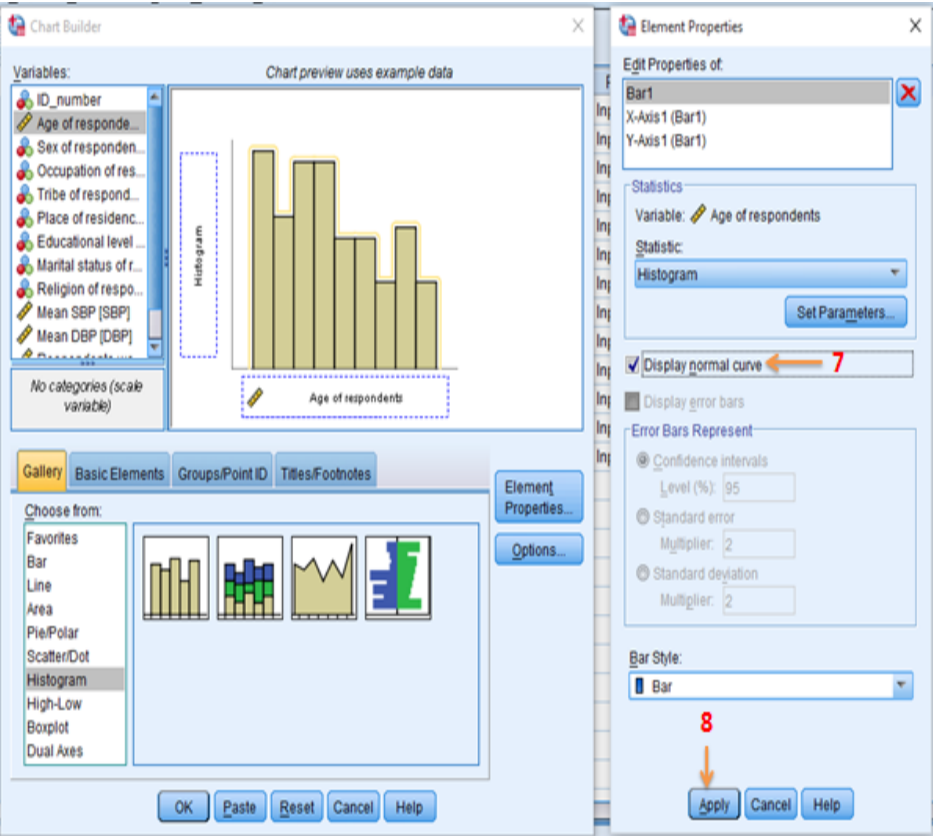 Chart Builder
Variables:
Chart preview uses example data
ID_number
Age of responde...
Sex of responden...
Occupation of res...
Tribe of respond...
Place of residenc...
Educational level ...
Marital status of r...
Religion of respo...
Mean SBP [SBP]
Mean DBP [DBP]
No categories (scale
variable)
Histogram
Age of respondents
Gallery
Basic Elements
Groups/Point ID
Titles/Footnotes
Element
Properties...
Options...
Choose from:
Favorites
Bar
Line
Area
Pie/Polar
Scatter/Dot
Histogram
High-Low
Boxplot
Dual Axes
OK
Paste
Reset
Cancel
Help
Element Properties
Edit Properties of:
Bar1
X-Axis1 (Bar1)
Y-Axis1 (Bar1)
Statistics
Variable: Age of respondents
Statistic:
Histogram
Set Parameters...
Display normal curve 7
Display error bars
Error Bars Represent
Confidence intervals
Level (%): 95
Standard error
Multiplier: 2
Standard deviation
Multiplier: 2
Bar Style:
Bar
8
Apply
Cancel
Help